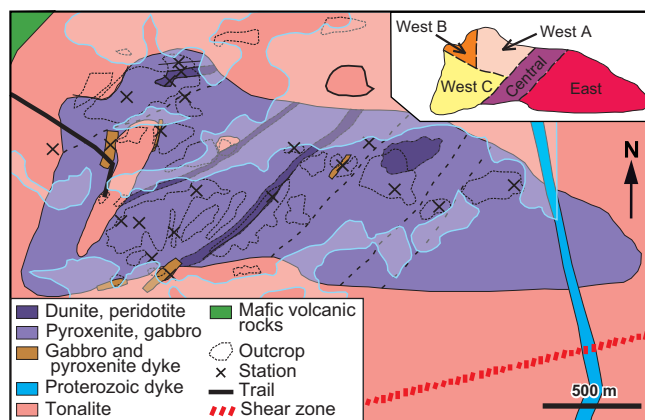 West B
West A
West C
Central
East
N
Dunite, peridotite
Pyroxenite, gabbro
Gabbro and
pyroxenite dyke
Proterozoic dyke
Tonalite
Mafic volcanic
rocks
Outcrop
Station
Trail
Shear zone
500 m